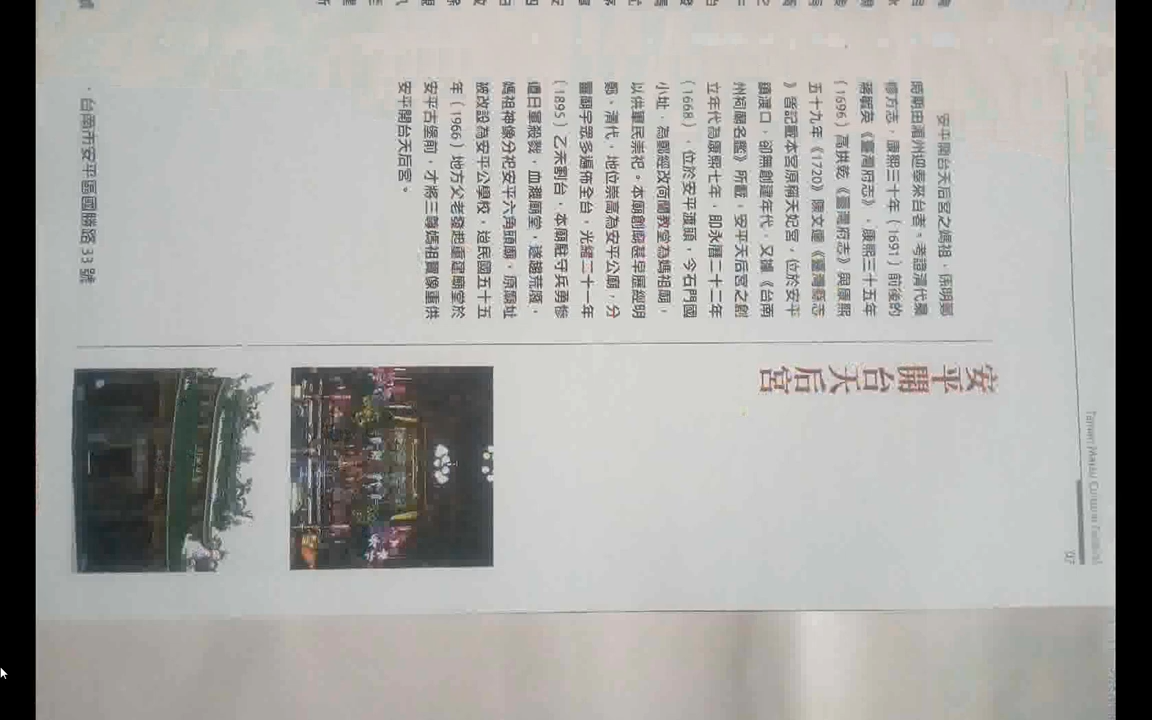 Tainan Matsu Cultural Festival
安平開台天后宮
安平開台天后宮之媽祖，係明鄭
時期由湄州迎奉來台者。考證清代纂
修方志，康熙三十年（1691）前後的
蔣毓英《臺灣府志》，康熙三十五年
（1696）高拱乾《臺灣府志》與康熙
五十九年《1720》陳文達《臺灣縣志
》皆記載本宮原稱天妃宮，位於安平
鎮渡口，卻無創建年代，又據《台南
州祠廟名鑑》所載，安平天后宮之創
立年代為康熙七年，即永曆二十二年
（1668），位於安平渡頭，今石門國
小址，為鄭經改荷蘭教堂為媽祖廟，
以供軍民崇祀。本廟創廟甚早歷經明
鄭、清代，地位崇高為安平公廟，分
靈廟宇眾多遍佈全台，光緒二十一年
（1895）乙未割台，本廟駐守兵勇慘
遭日軍殺戮，血濺廟堂，遂趨荒廢，
媽祖神像分祀安平六角頭廟，原廟址
被改設為安平公學校，迨民國五十五
年（1966）地方父老發起重建廟堂於
安平古堡前，才將三尊媽祖寶像重供
安平開台天后宮。
．台南市安平區國勝路 33 號